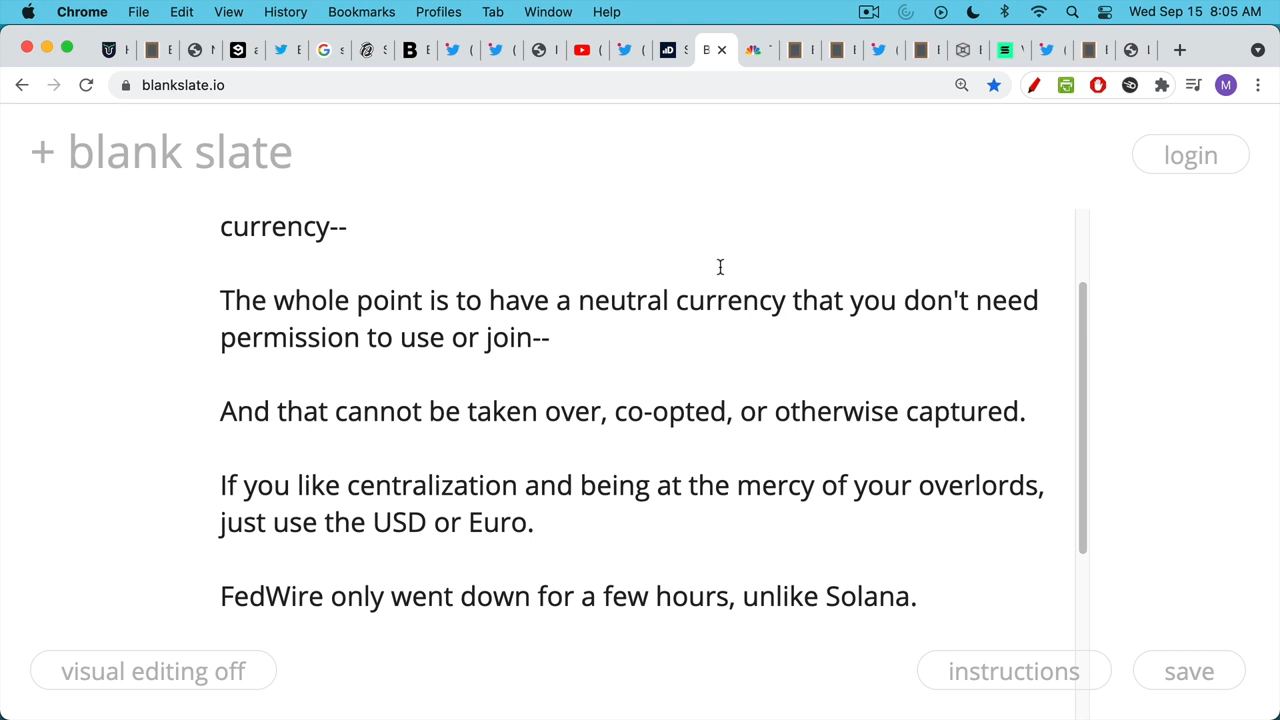 Chrome File Edit View History Bookmarks Profiles Tab Window Help Wed Sep 15 8:05 AM
blankslate.io
M
+ blank slate
login
currency--
The whole point is to have a neutral currency that you don't need
permission to use or join--
And that cannot be taken over, co-opted, or otherwise captured.
If you like centralization and being at the mercy of your overlords,
just use the USD or Euro.
FedWire only went down for a few hours, unlike Solana.
visual editing off
instructions
save